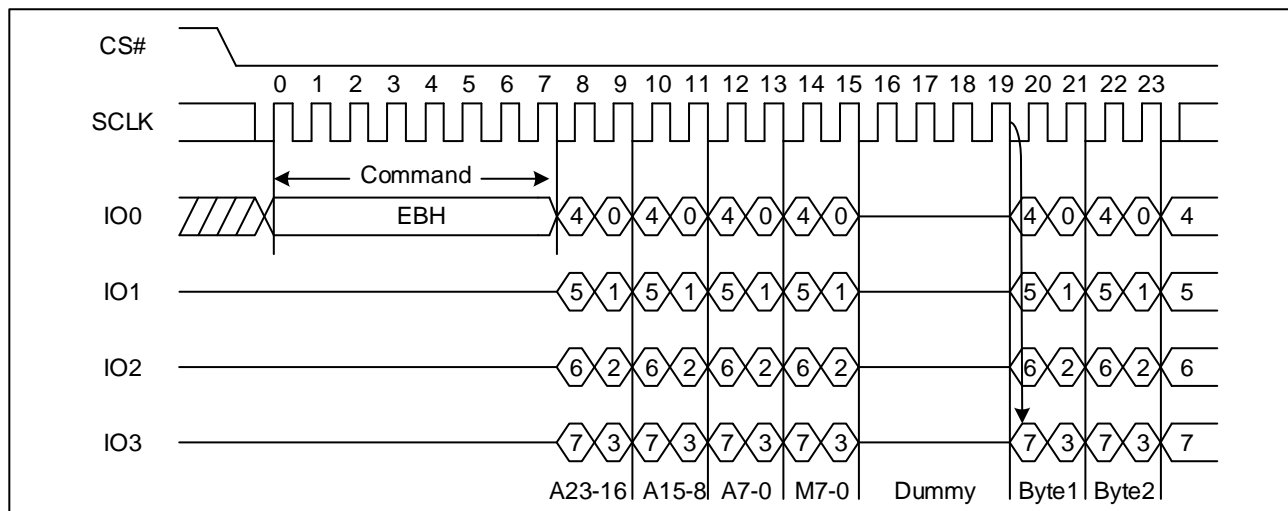 CS#
0 1 2 3 4 5 6 7 8 9 10 11 12 13 14 15 16 17 18 19 20 21 22 23
SCLK
Command
IO0 EBH 4 0 4 0 4 0 4 0 4 0 4 0 4
IO1 5 1 5 1 5 1 5 1 5 1 5 1 5
IO2 6 2 6 2 6 2 6 2 6 2 6 2 6
IO3 7 3 7 3 7 3 7 3 7 3 7 3 7
A23-16 A15-8 A7-0 M7-0 Dummy Byte1 Byte2